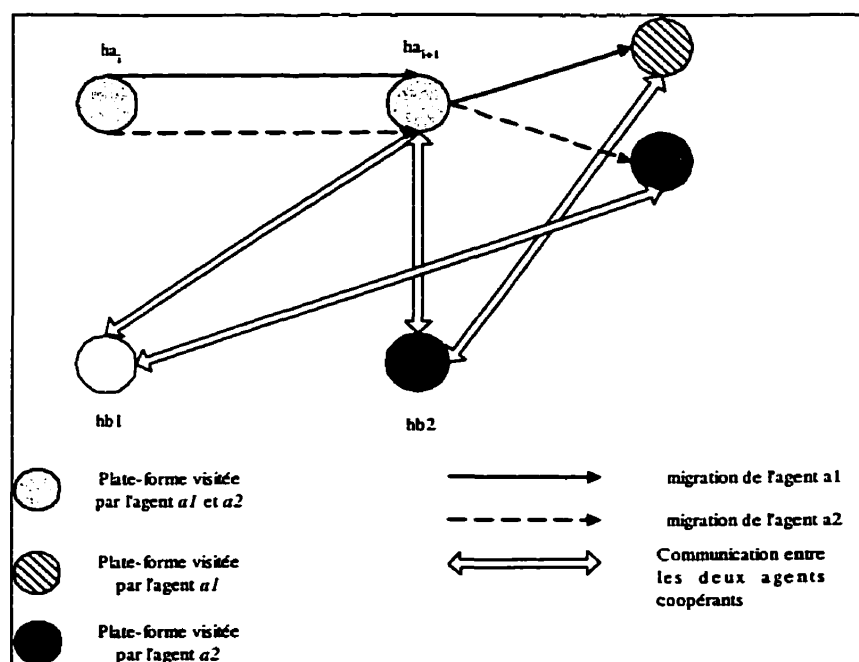 ha i
ha i+1
hb1
hb2
Plate-forme visitée
par l'agent a1 et a2
Plate-forme visitée
par l'agent a1
Plate-forme visitée
par l'agent a2
migration de l'agent a1
migration de l'agent a2
Communication entre
les deux agents
coopérants